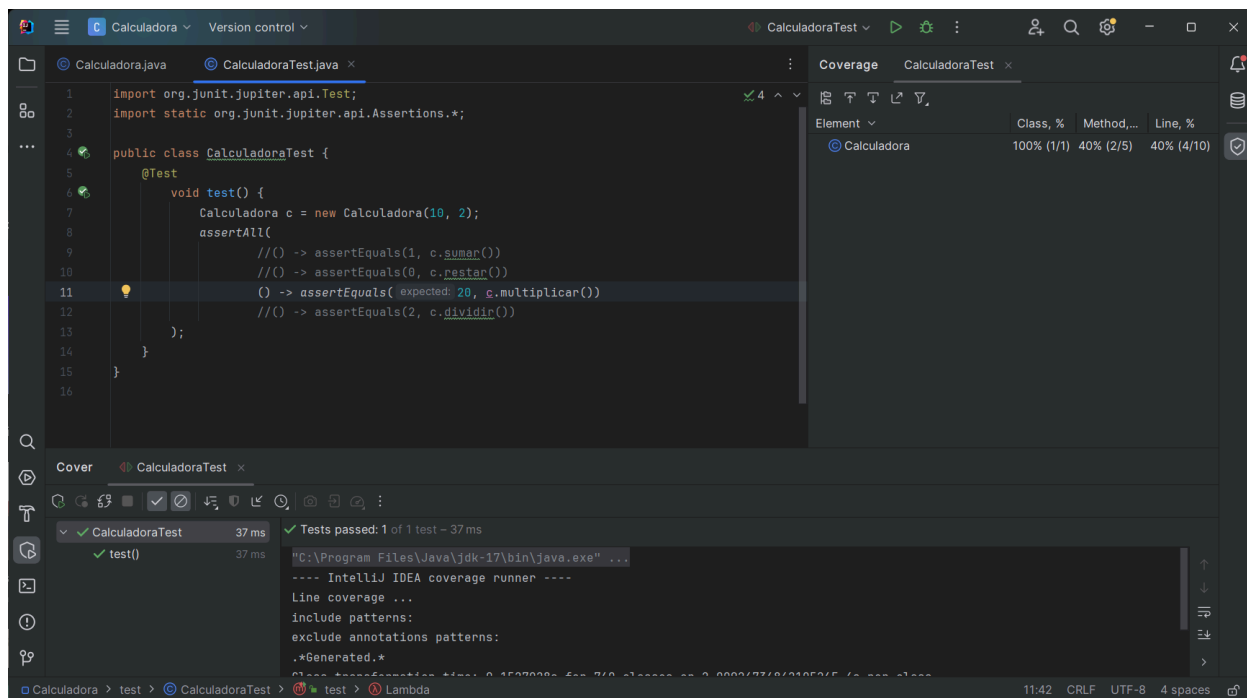 C Calculadora Version control CalculadoraTest
Calculadora.java CalculadoraTest.java Coverage CalculadoraTest
1 import org.junit.jupiter.api.Test; 4
2 import static org.junit.jupiter.api.Assertions.*;
3
4 public class CalculadoraTest {
5 @Test
6 void test() {
7 Calculadora c = new Calculadora(10, 2);
8 assertAll(
9 //() -> assertEquals(1, c.sumar())
10 //() -> assertEquals(0, c.restar())
11 () -> assertEquals( expected: 20, c.multiplicar())
12 //() -> assertEquals(2, c.dividir())
13 );
14 }
15 }
16
Element Class, % Method,... Line, %
Calculadora 100% (1/1) 40% (2/5) 40% (4/10)
Cover CalculadoraTest
CalculadoraTest 37 ms
test() 37 ms
Tests passed: 1 of 1 test – 37 ms
"C:\Program Files\Java\jdk-17\bin\java.exe" ...
---- IntelliJ IDEA coverage runner ----
Line coverage ...
include patterns:
exclude annotations patterns:
.*Generated.*
Calculadora > test > CalculadoraTest > test > Lambda 11:42 CRLF UTF-8 4 spaces